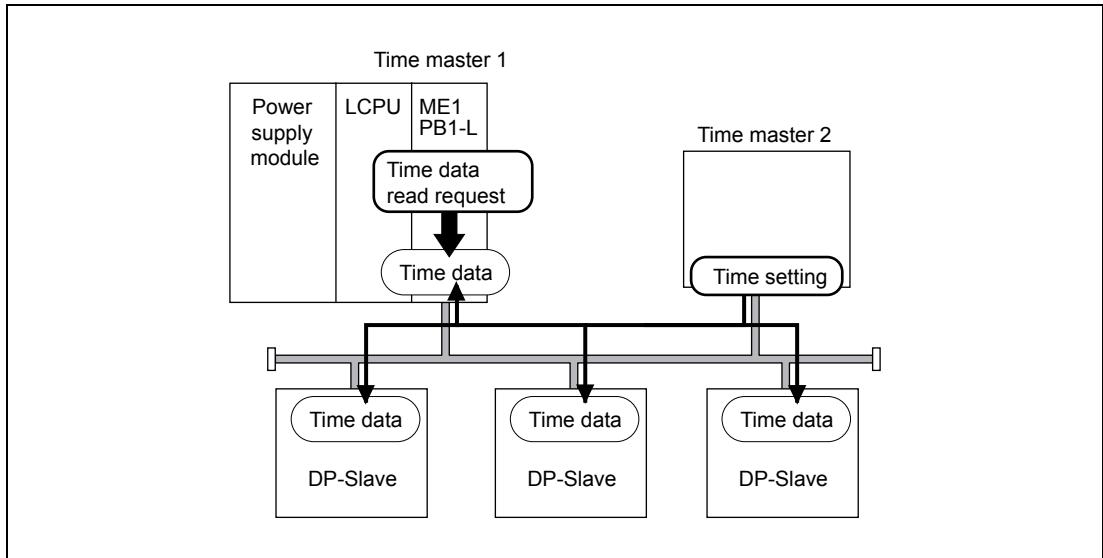 Time master 1
Power
supply
module
LCPU
ME1
PB1-L
Time data
read request
Time data
Time master 2
Time setting
Time data
DP-Slave
Time data
DP-Slave
Time data
DP-Slave